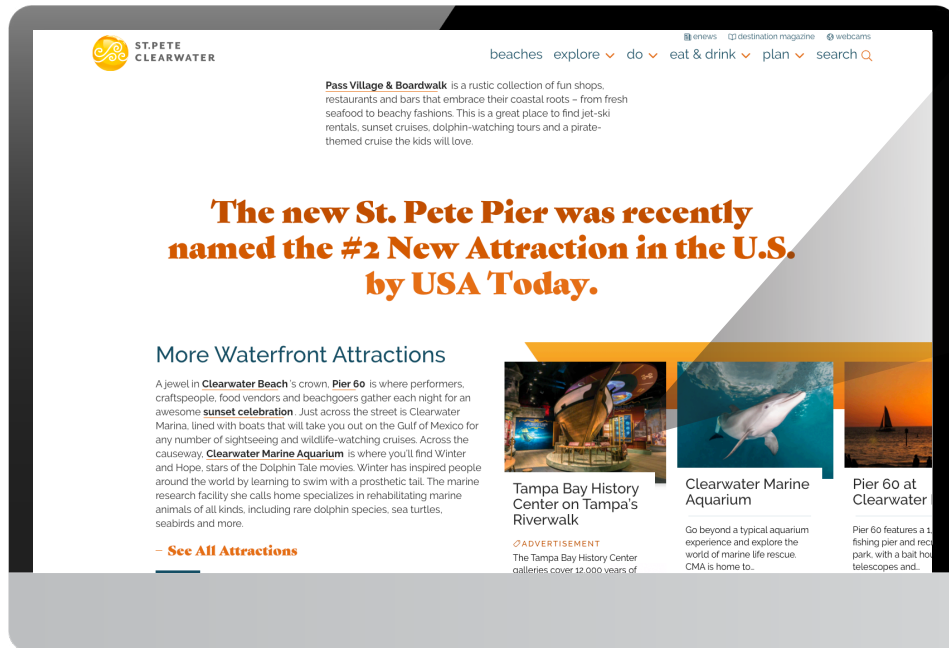 ST.PETE
CLEARWATER
enews destination magazine webcams
beaches explore do eat & drink plan search
Pass Village & Boardwalk is a rustic collection of fun shops,
restaurants and bars that embrace their coastal roots – from fresh
seafood to beachy fashions. This is a great place to find jet-ski
rentals, sunset cruises, dolphin-watching tours and a pirate-
themed cruise the kids will love.
The new St. Pete Pier was recently
named the #2 New Attraction in the U.S.
by USA Today.
More Waterfront Attractions
A jewel in Clearwater Beach's crown, Pier 60 is where performers,
craftspeople, food vendors and beachgoers gather each night for an
awesome sunset celebration. Just across the street is Clearwater
Marina, lined with boats that will take you out on the Gulf of Mexico for
any number of sightseeing and wildlife-watching cruises. Across the
causeway, Clearwater Marine Aquarium is where you'll find Winter
and Hope, stars of the Dolphin Tale movies. Winter has inspired people
around the world by learning to swim with a prosthetic tail. The marine
research facility she calls home specializes in rehabilitating marine
animals of all kinds, including rare dolphin species, sea turtles,
seabirds and more.
– See All Attractions
Tampa Bay History
Center on Tampa's
Riverwalk
ADVERTISEMENT
The Tampa Bay History Center
galleries cover 12,000 years of
Clearwater Marine
Aquarium
Go beyond a typical aquarium
experience and explore the
world of marine life rescue.
CMA is home to…
Pier 60 at
Clearwater
Pier 60 features a 1,
fishing pier and recr
park, with a bait hou
telescopes and…